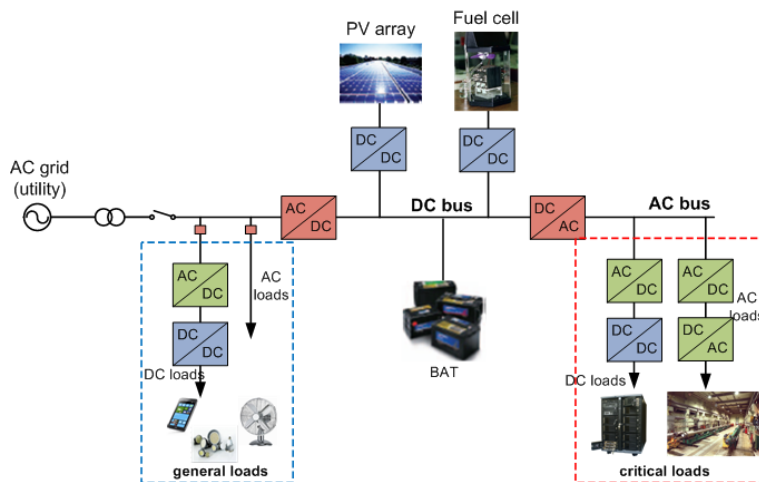 PV array
Fuel cell
DC
DC
DC
DC
AC grid
(utility)
AC
DC
DC bus
DC
AC
AC bus
AC
DC
AC
loads
DC
DC
DC loads
general loads
BAT
AC
DC
AC
DC
AC
loads
DC
DC
DC
AC
DC loads
critical loads